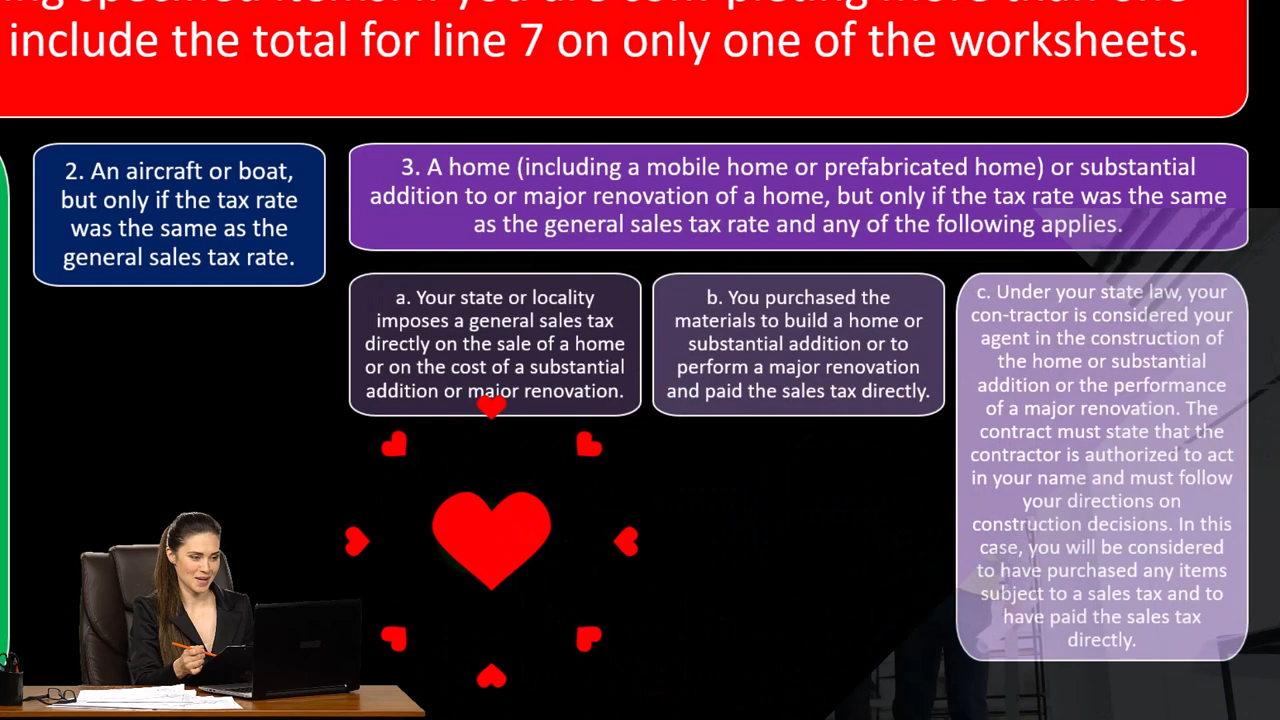 include the total for line 7 on only one of the worksheets.
2. An aircraft or boat,
but only if the tax rate
was the same as the
general sales tax rate.
3. A home (including a mobile home or prefabricated home) or substantial
addition to or major renovation of a home, but only if the tax rate was the same
as the general sales tax rate and any of the following applies.
a. Your state or locality
imposes a general sales tax
directly on the sale of a home
or on the cost of a substantial
addition or major renovation.
b. You purchased the
materials to build a home or
substantial addition or to
perform a major renovation
and paid the sales tax directly.
c. Under your state law, your
con-tractor is considered your
agent in the construction of
the home or substantial
addition or the performance
of a major renovation. The
contract must state that the
contractor is authorized to act
in your name and must follow
your directions on
construction decisions. In this
case, you will be considered
to have purchased any items
subject to a sales tax and to
have paid the sales tax
directly.